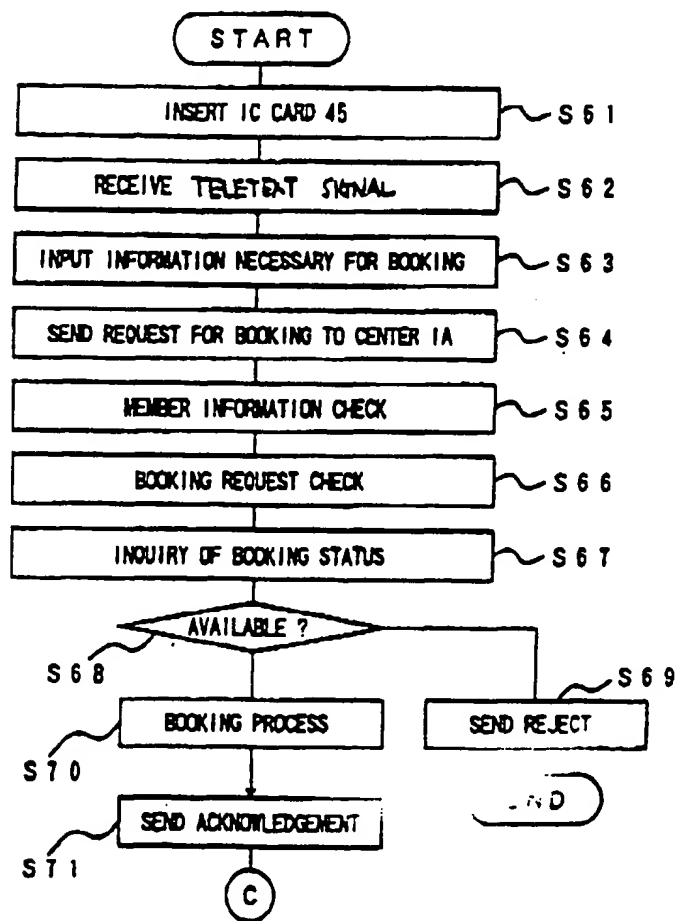 START
INSERT IC CARD 45
S61
RECEIVE TELETEXT SIGNAL
S62
INPUT INFORMATION NECESSARY FOR BOOKING
S63
SEND REQUEST FOR BOOKING TO CENTER 1A
S64
MEMBER INFORMATION CHECK
S65
BOOKING REQUEST CHECK
S66
INQUIRY OF BOOKING STATUS
S67
AVAILABLE ?
S68
S69
BOOKING PROCESS
SEND REJECT
S70
SEND ACKNOWLEDGEMENT
S71
C